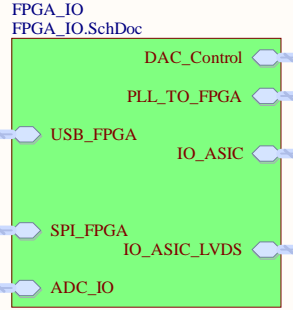 FPGA_IO
FPGA_IO.SchDoc
DAC_Control
PLL_TO_FPGA
USB_FPGA
IO_ASIC
SPI_FPGA
IO_ASIC_LVDS
ADC_IO